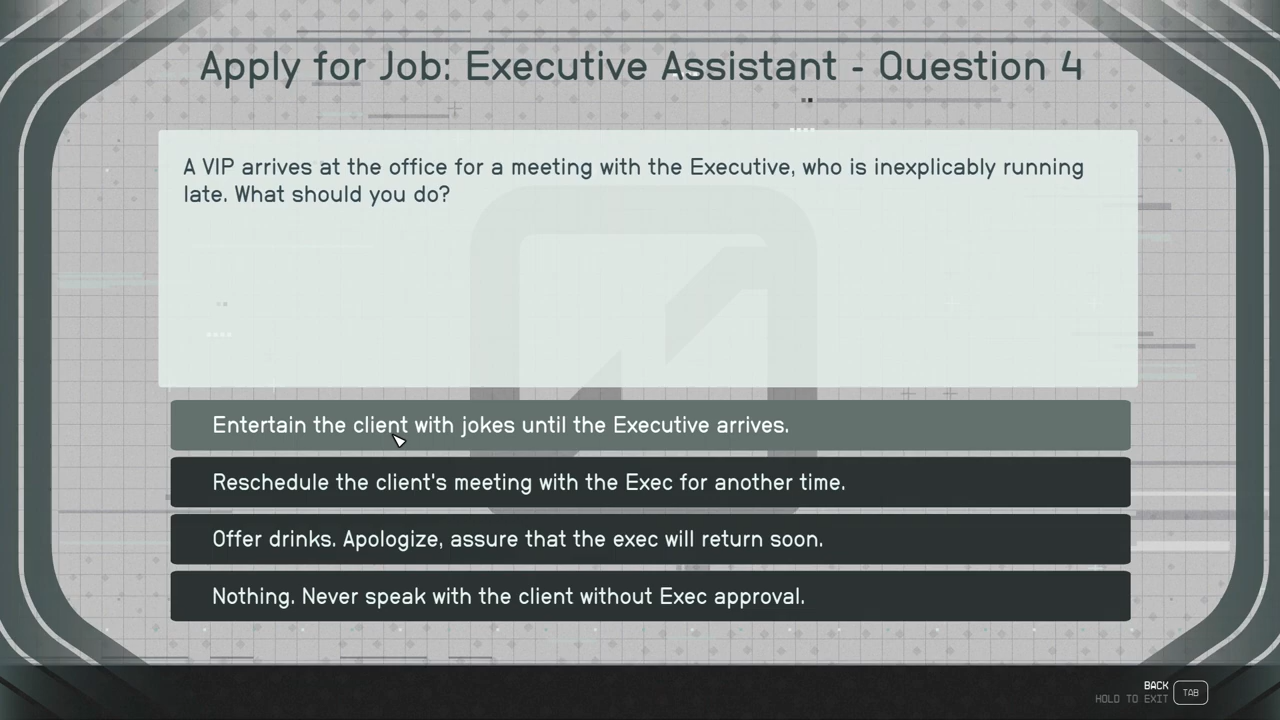 Apply for Job: Executive Assistant - Question 4
A VIP arrives at the office for a meeting with the Executive, who is inexplicably running
late. What should you do?
Entertain the client with jokes until the Executive arrives.
Reschedule the client's meeting with the Exec for another time.
Offer drinks. Apologize, assure that the exec will return soon.
Nothing. Never speak with the client without Exec approval.
BACK
HOLD TO EXIT TAB